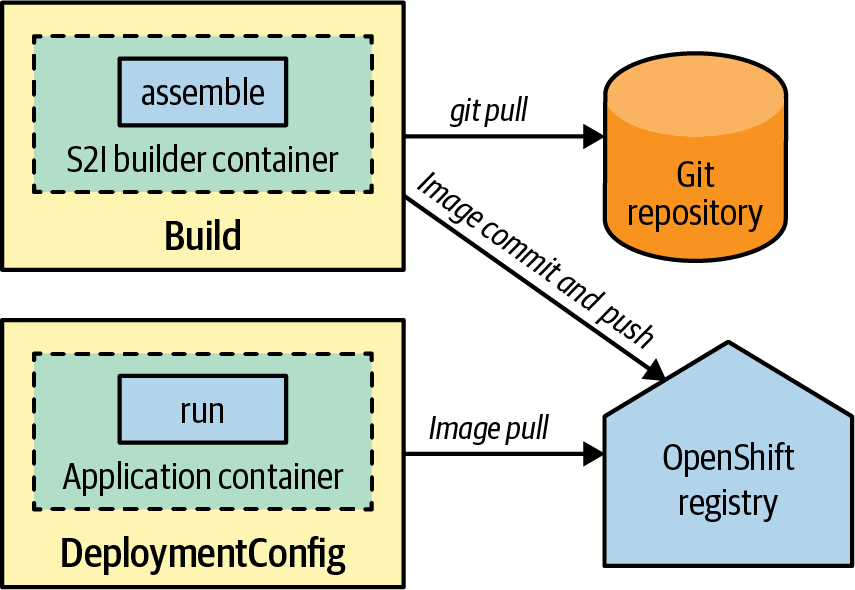 assemble
S2I builder container
Build
git pull
Git
repository
Image commit and push
run
Application container
DeploymentConfig
Image pull
OpenShift
registry